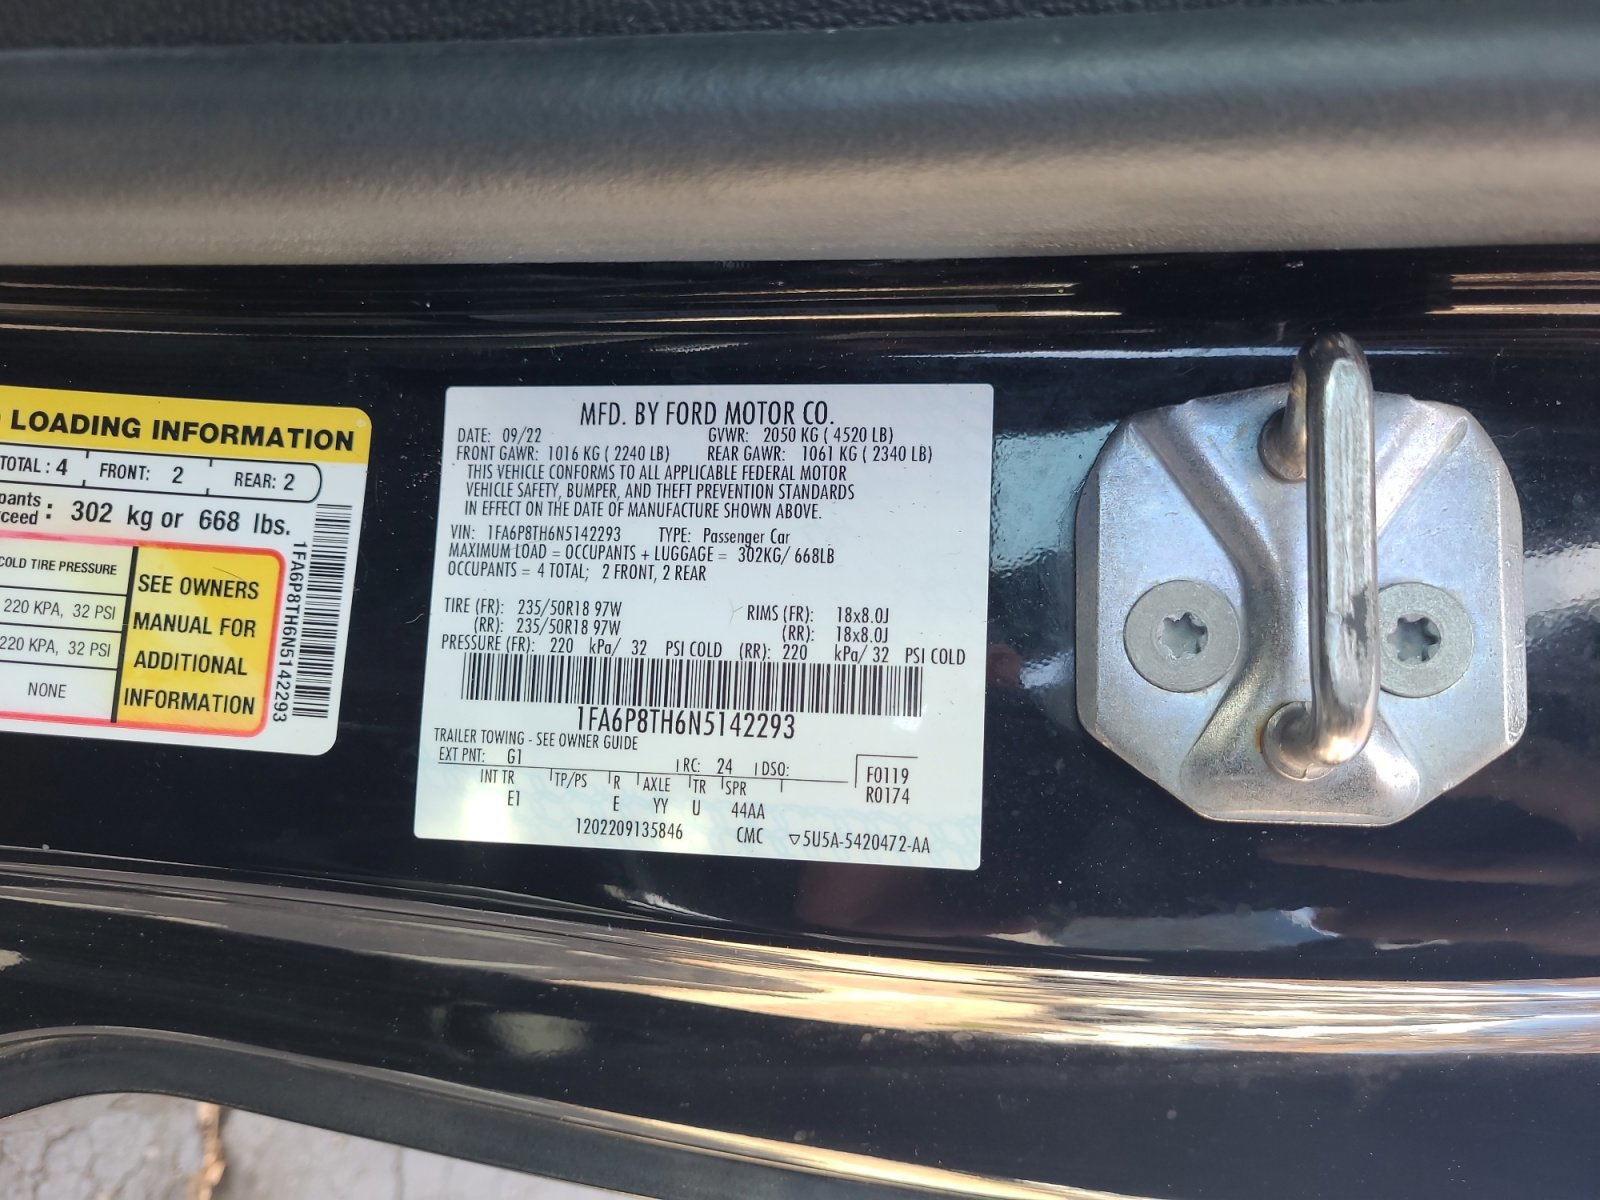 LOADING INFORMATION
TOTAL : 4 FRONT: 2 REAR: 2
302 kg or 668 lbs.
COLD TIRE PRESSURE
220 KPA, 32 PSI
220 KPA, 32 PSI
NONE
SEE OWNERS
MANUAL FOR
ADDITIONAL
INFORMATION
1FA6P8TH6N5142293
MFD. BY FORD MOTOR CO.
DATE: 09/22 GVWR: 2050 KG ( 4520 LB)
FRONT GAWR: 1016 KG ( 2240 LB) REAR GAWR: 1061 KG ( 2340 LB)
THIS VEHICLE CONFORMS TO ALL APPLICABLE FEDERAL MOTOR
VEHICLE SAFETY, BUMPER, AND THEFT PREVENTION STANDARDS
IN EFFECT ON THE DATE OF MANUFACTURE SHOWN ABOVE.
VIN: 1FA6P8TH6N5142293 TYPE: Passenger Car
MAXIMUM LOAD = OCCUPANTS + LUGGAGE = 302KG/ 668LB
OCCUPANTS = 4 TOTAL; 2 FRONT, 2 REAR
TIRE (FR): 235/50R18 97W RIMS (FR): 18x8.0J
(RR): 235/50R18 97W (RR): 18x8.0J
PRESSURE (FR): 220 kPa/ 32 PSI COLD (RR): 220 kPa/ 32 PSI COLD
1FA6P8TH6N5142293
TRAILER TOWING - SEE OWNER GUIDE
EXT PNT: G1 RC: 24 DSO: F0119
INT TR TP/PS R AXLE TR SPR R0174
E1 E YY U 44AA
1202209135846 CMC ▽5U5A-5420472-AA